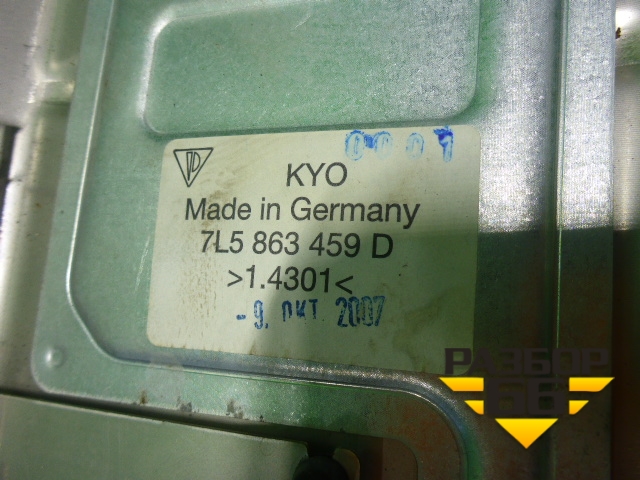 0001
KYO
Made in Germany
7L5 863 459 D
>1.4301<
- 9. OKT. 2007
РАЗБОР
66